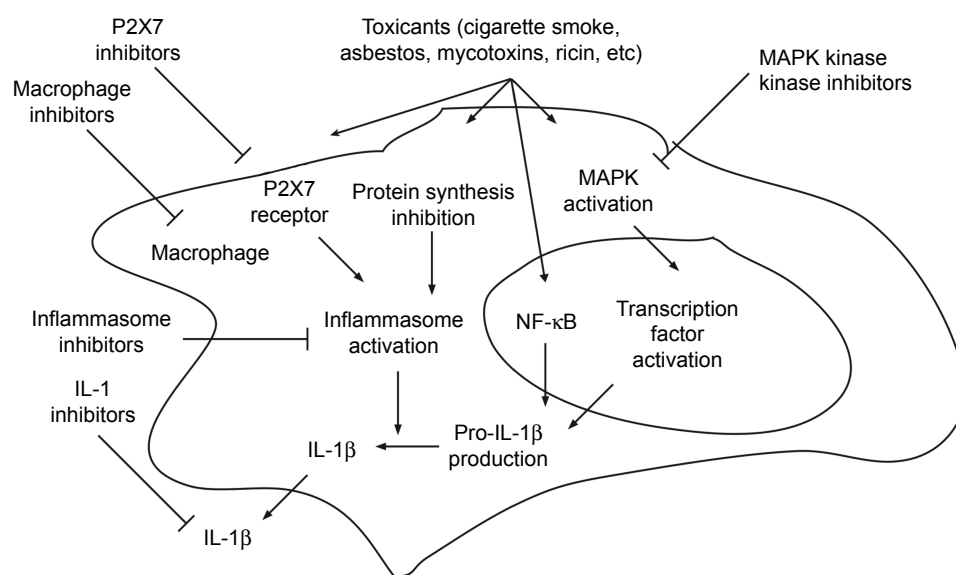 P2X7
inhibitors
Toxicants (cigarette smoke,
asbestos, mycotoxins, ricin, etc)
MAPK kinase
kinase inhibitors
Macrophage
inhibitors
P2X7
receptor
Protein synthesis
inhibition
MAPK
activation
Macrophage
Inflammasome
inhibitors
Inflammasome
activation
NF-κB
Transcription
factor
activation
IL-1
inhibitors
IL-1β
Pro-IL-1β
production
IL-1β